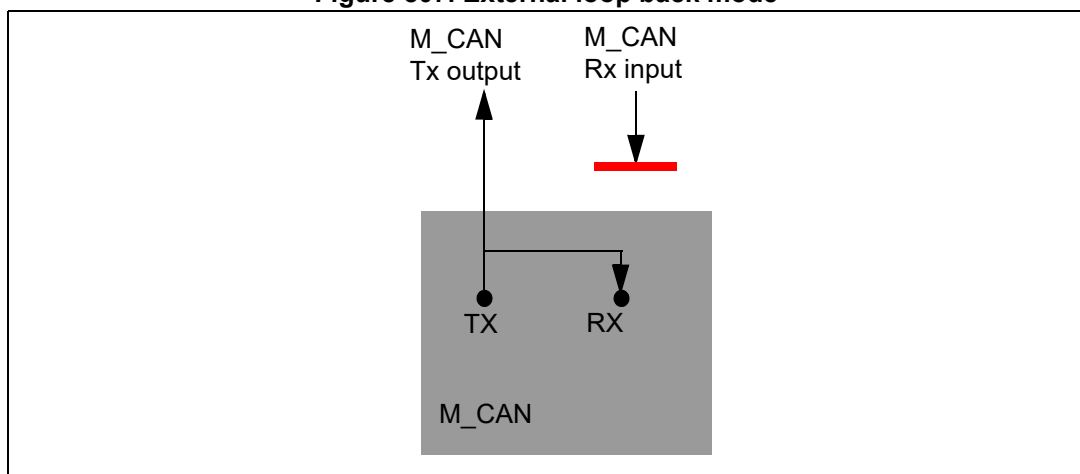 M_CAN
Tx output
M_CAN
Rx input
TX
RX
M_CAN